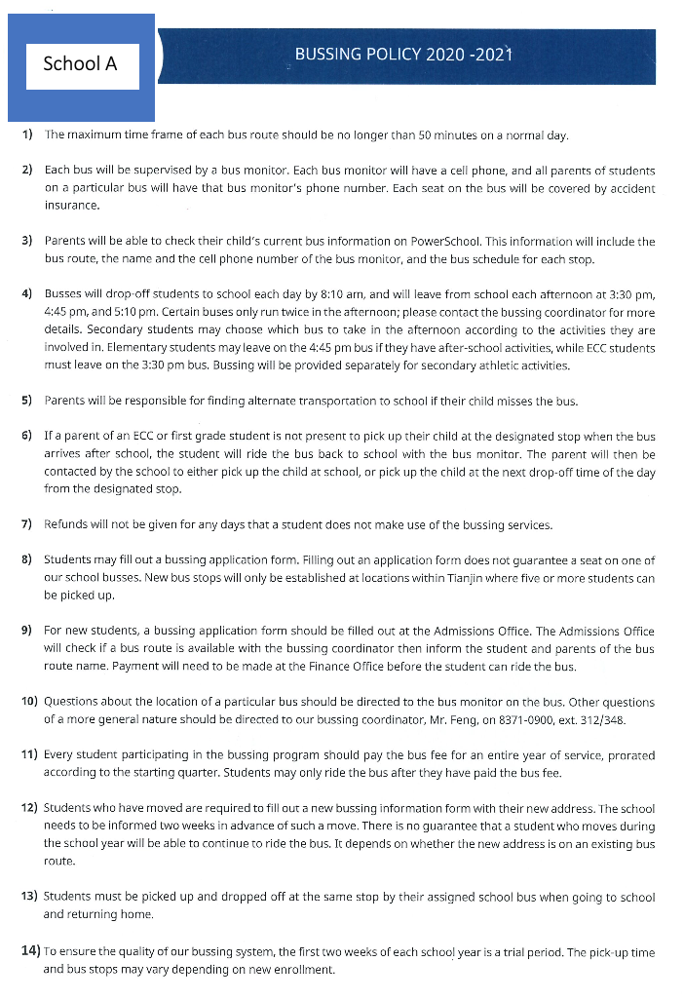 School A
BUSSING POLICY 2020 -2021
1) The maximum time frame of each bus route should be no longer than 50 minutes on a normal day.
2) Each bus will be supervised by a bus monitor. Each bus monitor will have a cell phone, and all parents of students
on a particular bus will have that bus monitor's phone number. Each seat on the bus will be covered by accident
insurance.
3) Parents will be able to check their child's current bus information on PowerSchool. This information will include the
bus route, the name and the cell phone number of the bus monitor, and the bus schedule for each stop.
4) Busses will drop-off students to school each day by 8:10 am, and will leave from school each afternoon at 3:30 pm,
4:45 pm, and 5:10 pm. Certain buses only run twice in the afternoon; please contact the bussing coordinator for more
details. Secondary students may choose which bus to take in the afternoon according to the activities they are
involved in. Elementary students may leave on the 4:45 pm bus if they have after-school activities, while ECC students
must leave on the 3:30 pm bus. Bussing will be provided separately for secondary athletic activities.
5) Parents will be responsible for finding alternate transportation to school if their child misses the bus.
6) If a parent of an ECC or first grade student is not present to pick up their child at the designated stop when the bus
arrives after school, the student will ride the bus back to school with the bus monitor. The parent will then be
contacted by the school to either pick up the child at school, or pick up the child at the next drop-off time of the day
from the designated stop.
7) Refunds will not be given for any days that a student does not make use of the bussing services.
8) Students may fill out a bussing application form. Filling out an application form does not guarantee a seat on one of
our school busses. New bus stops will only be established at locations within Tianjin where five or more students can
be picked up.
9) For new students, a bussing application form should be filled out at the Admissions Office. The Admissions Office
will check if a bus route is available with the bussing coordinator then inform the student and parents of the bus
route name. Payment will need to be made at the Finance Office before the student can ride the bus.
10) Questions about the location of a particular bus should be directed to the bus monitor on the bus. Other questions
of a more general nature should be directed to our bussing coordinator, Mr. Feng, on 8371-0900, ext. 312/348.
11) Every student participating in the bussing program should pay the bus fee for an entire year of service, prorated
according to the starting quarter. Students may only ride the bus after they have paid the bus fee.
12) Students who have moved are required to fill out a new bussing information form with their new address. The school
needs to be informed two weeks in advance of such a move. There is no guarantee that a student who moves during
the school year will be able to continue to ride the bus. It depends on whether the new address is on an existing bus
route.
13) Students must be picked up and dropped off at the same stop by their assigned school bus when going to school
and returning home.
14) To ensure the quality of our bussing system, the first two weeks of each school year is a trial period. The pick-up time
and bus stops may vary depending on new enrollment.